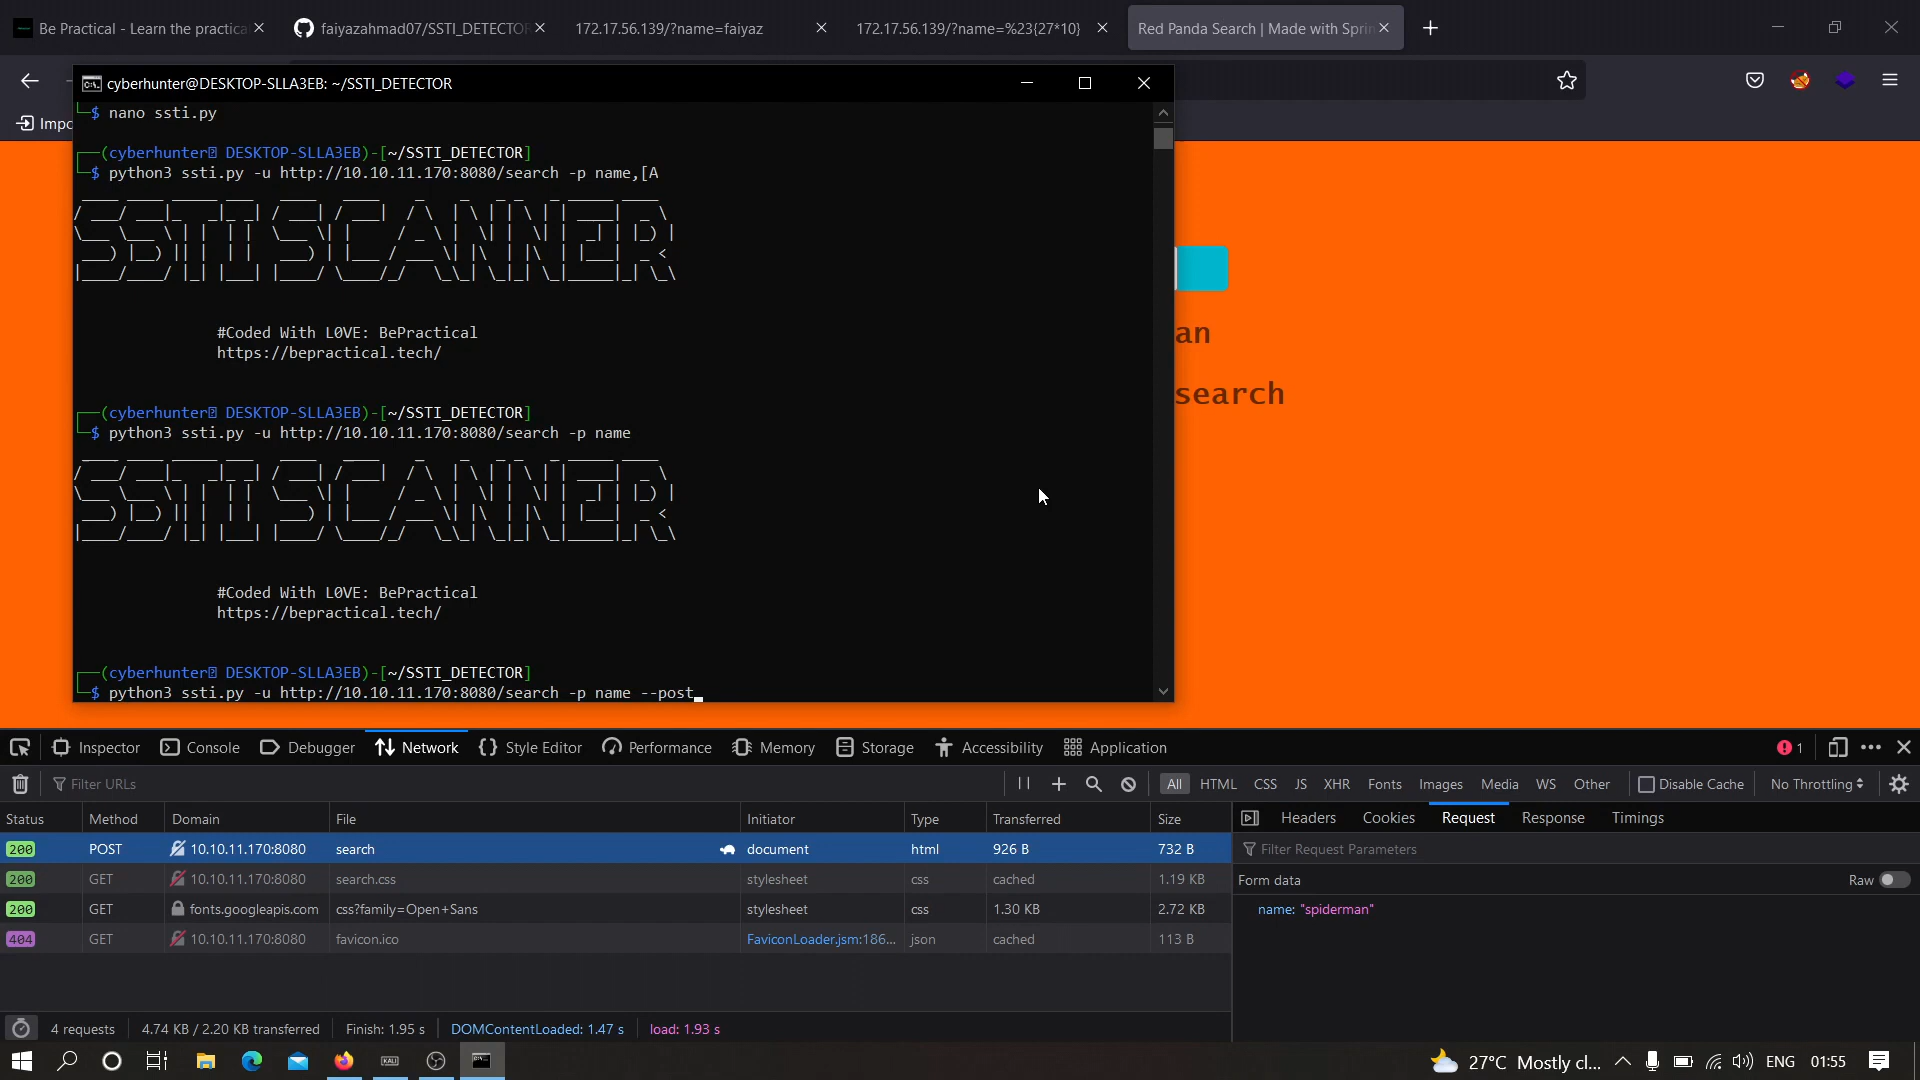 Be Practical - Learn the practica
faiyazahmad07/SSTI_DETECTOR
172.17.56.139/?name=faiyaz
172.17.56.139/?name=%23{27*10}
Red Panda Search | Made with Sprin
Impo
cyberhunter@DESKTOP-SLLA3EB: ~/SSTI_DETECTOR
$ nano ssti.py
(cyberhunter DESKTOP-SLLA3EB)-[~/SSTI_DETECTOR]
$ python3 ssti.py -u http://10.10.11.170:8080/search -p name,[A
SSTI SCANNER
#Coded With L0VE: BePractical
https://bepractical.tech/
(cyberhunter DESKTOP-SLLA3EB)-[~/SSTI_DETECTOR]
$ python3 ssti.py -u http://10.10.11.170:8080/search -p name
SSTI SCANNER
#Coded With L0VE: BePractical
https://bepractical.tech/
(cyberhunter DESKTOP-SLLA3EB)-[~/SSTI_DETECTOR]
$ python3 ssti.py -u http://10.10.11.170:8080/search -p name --post
an
search
Inspector Console Debugger Network Style Editor Performance Memory Storage Accessibility Application 1
Filter URLs All HTML CSS JS XHR Fonts Images Media WS Other Disable Cache No Throttling
Status Method Domain File Initiator Type Transferred Size
200 POST 10.10.11.170:8080 search document html 926 B 732 B
200 GET 10.10.11.170:8080 search.css stylesheet css cached 1.19 KB
200 GET fonts.googleapis.com css?family=Open+Sans stylesheet css 1.30 KB 2.72 KB
404 GET 10.10.11.170:8080 favicon.ico FaviconLoader.jsm:186... json cached 113 B
Headers Cookies Request Response Timings
Filter Request Parameters
Form data Raw
name: "spiderman"
4 requests 4.74 KB / 2.20 KB transferred Finish: 1.95 s DOMContentLoaded: 1.47 s load: 1.93 s
KALI
27°C Mostly cl... ENG 01:55